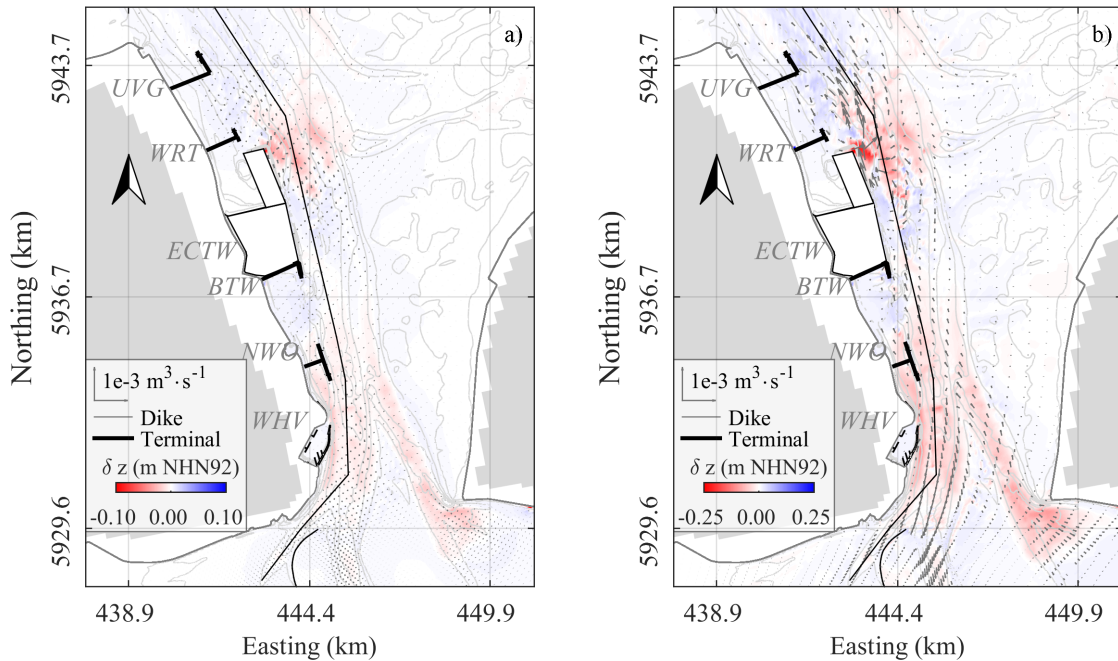 a)
5943.7
5936.7
5929.6
Northing (km)
UVG
WRT
ECTW
BTW
NWO
WHV
1e-3 m³·s⁻¹
Dike
Terminal
δ z (m NHN92)
-0.10 0.00 0.10
438.9 444.4 449.9
Easting (km)
b)
5943.7
5936.7
5929.6
Northing (km)
UVG
WRT
ECTW
BTW
NWO
WHV
1e-3 m³·s⁻¹
Dike
Terminal
δ z (m NHN92)
-0.25 0.00 0.25
438.9 444.4 449.9
Easting (km)